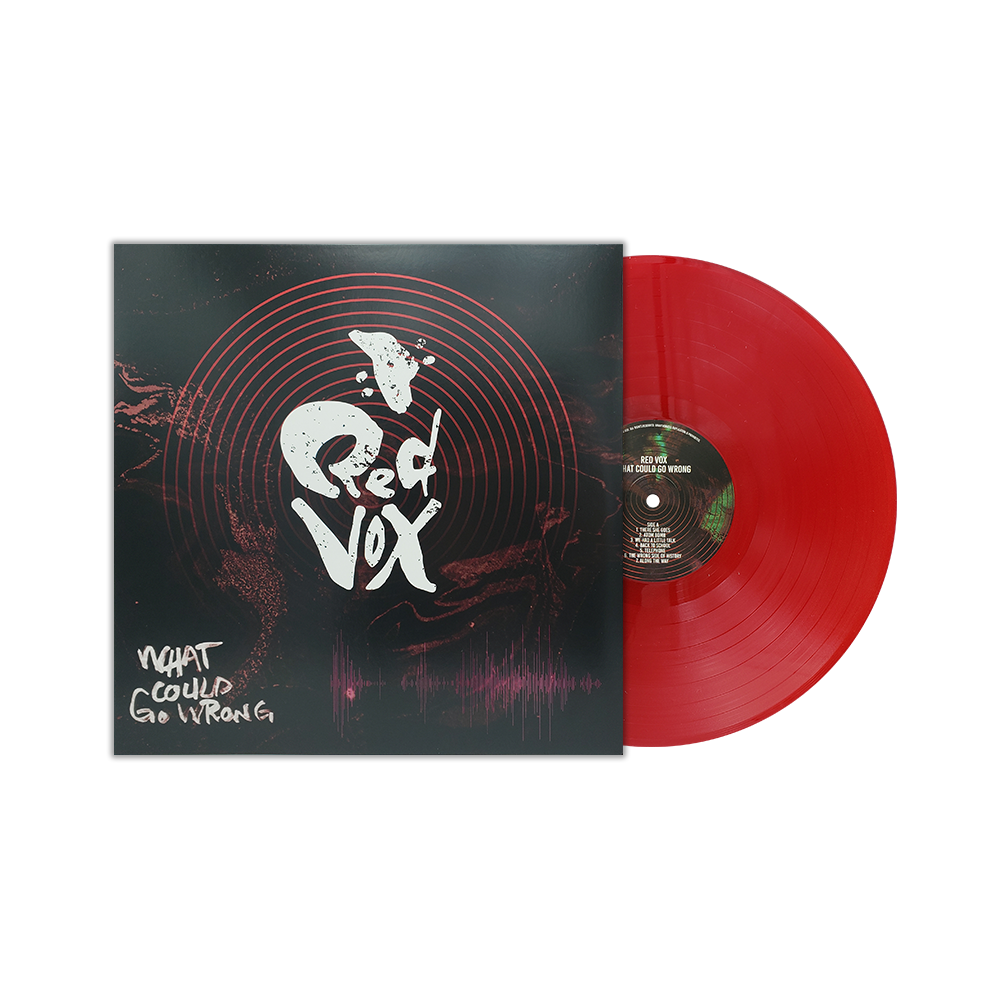 Red
VOX
WHAT
COULD
Go WRONG
RED VOX
HAT COULD GO WRONG
SIDE A
1. THERE SHE GOES
2. ATOM BOMB
3. WE HAD A LITTLE TALK
4. BACK TO SCHOOL
5. TELEPHONE
6. THE WRONG SIDE OF HISTORY
7. ALONG THE WAY